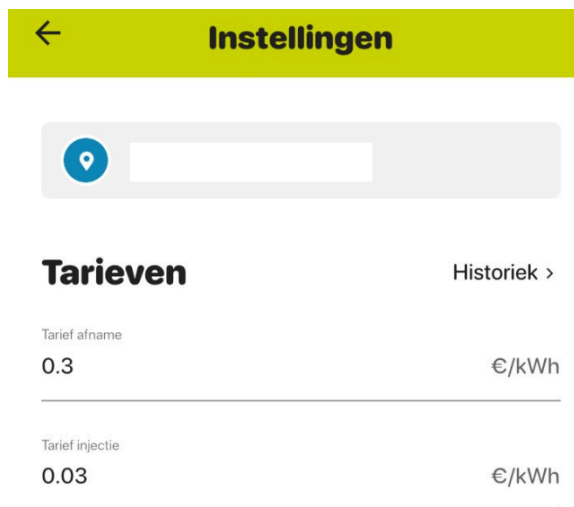 Instellingen
Tarieven
Historiek >
Tarief afname
0.3 €/kWh
Tarief injectie
0.03 €/kWh